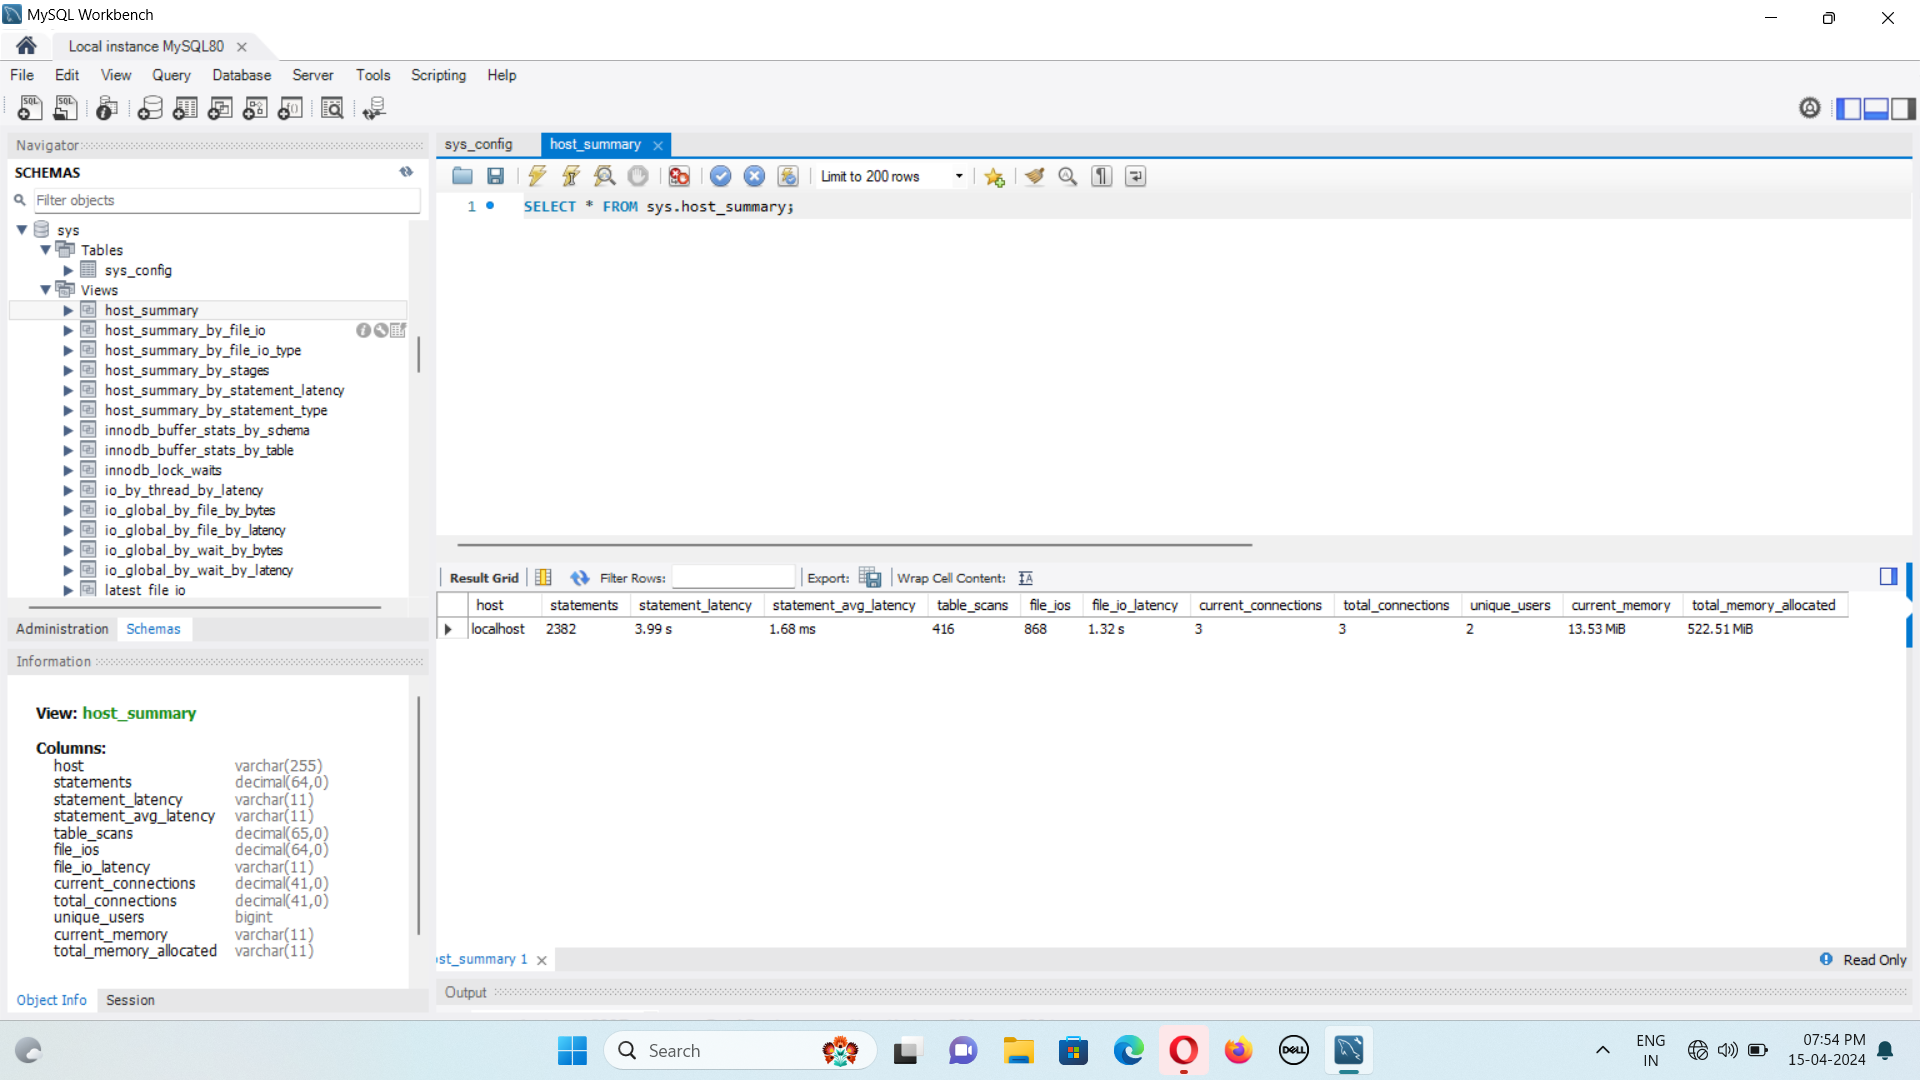 MySQL Workbench
Local instance MySQL80
File Edit View Query Database Server Tools Scripting Help
Navigator
SCHEMAS
Filter objects
sys
Tables
sys_config
Views
host_summary
host_summary_by_file_io
host_summary_by_file_io_type
host_summary_by_stages
host_summary_by_statement_latency
host_summary_by_statement_type
innodb_buffer_stats_by_schema
innodb_buffer_stats_by_table
innodb_lock_waits
io_by_thread_by_latency
io_global_by_file_by_bytes
io_global_by_file_by_latency
io_global_by_wait_by_bytes
io_global_by_wait_by_latency
latest_file_io
Administration Schemas
Information
View: host_summary
Columns:
host varchar(255)
statements decimal(64,0)
statement_latency varchar(11)
statement_avg_latency varchar(11)
table_scans decimal(65,0)
file_ios decimal(64,0)
file_io_latency varchar(11)
current_connections decimal(41,0)
total_connections decimal(41,0)
unique_users bigint
current_memory varchar(11)
total_memory_allocated varchar(11)
Object Info Session
sys_config host_summary
Limit to 200 rows
1 SELECT * FROM sys.host_summary;
Result Grid Filter Rows: Export: Wrap Cell Content:
host statements statement_latency statement_avg_latency table_scans file_ios file_io_latency current_connections total_connections unique_users current_memory total_memory_allocated
localhost 2382 3.99 s 1.68 ms 416 868 1.32 s 3 3 2 13.53 MiB 522.51 MiB
st_summary 1
Read Only
Output
Search
DELL
ENG
IN
07:54 PM
15-04-2024